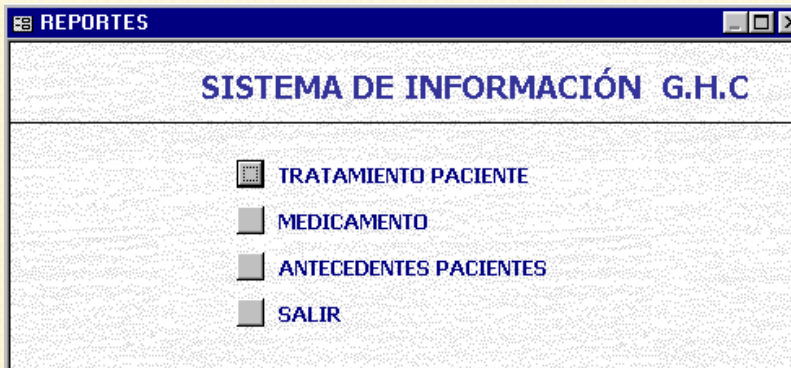 REPORTES
SISTEMA DE INFORMACIÓN G.H.C
TRATAMIENTO PACIENTE
MEDICAMENTO
ANTECEDENTES PACIENTES
SALIR